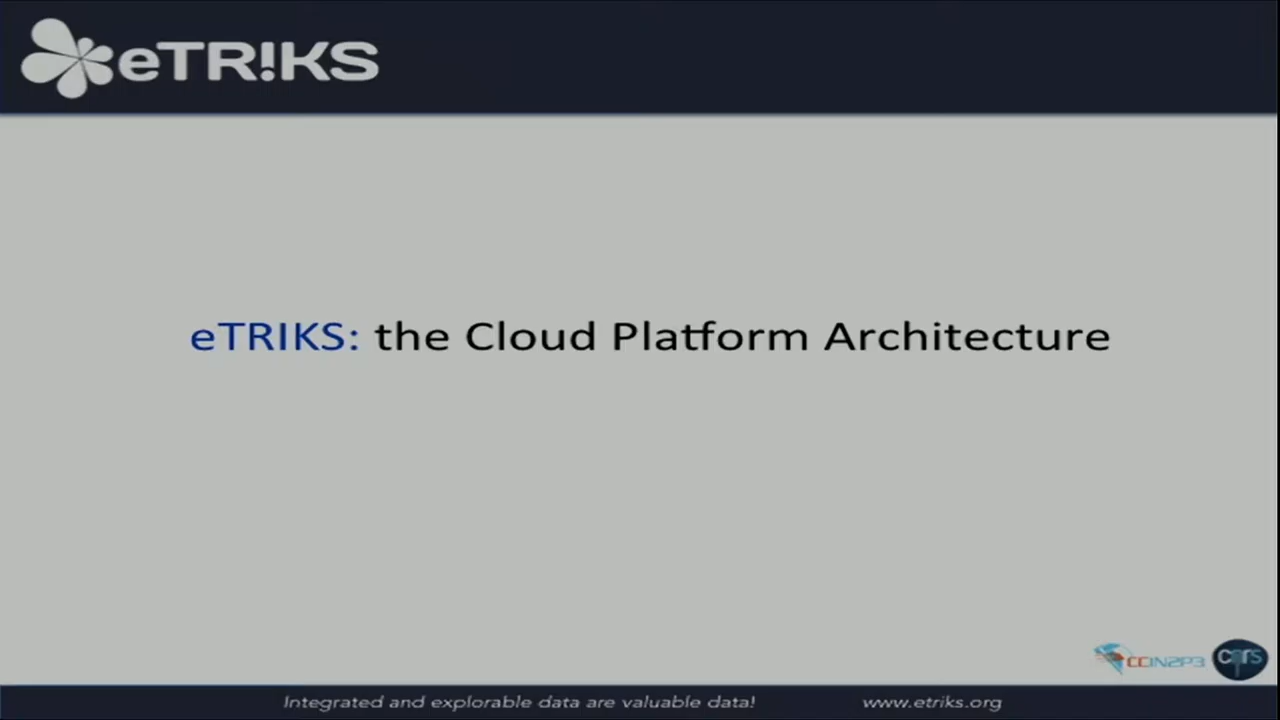 eTR!KS
eTRIKS: the Cloud Platform Architecture
CCIN2P3
cnrs
Integrated and explorable data are valuable data!
www.etriks.org